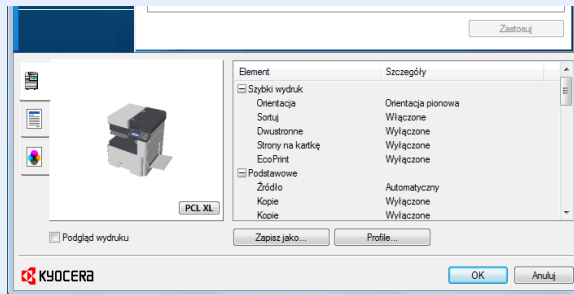 Zastosuj
Element Szczegóły
Szybki wydruk
Orientacja Orientacja pionowa
Sortuj Włączone
Dwustronne Wyłączone
Strony na kartkę Wyłączone
EcoPrint Wyłączone
Podstawowe
Źródło Automatyczny
Kopie Wyłączone
Kopie Wyłączone
PCL XL
Podgląd wydruku Zapisz jako... Profile...
KYOCERA OK Anuluj